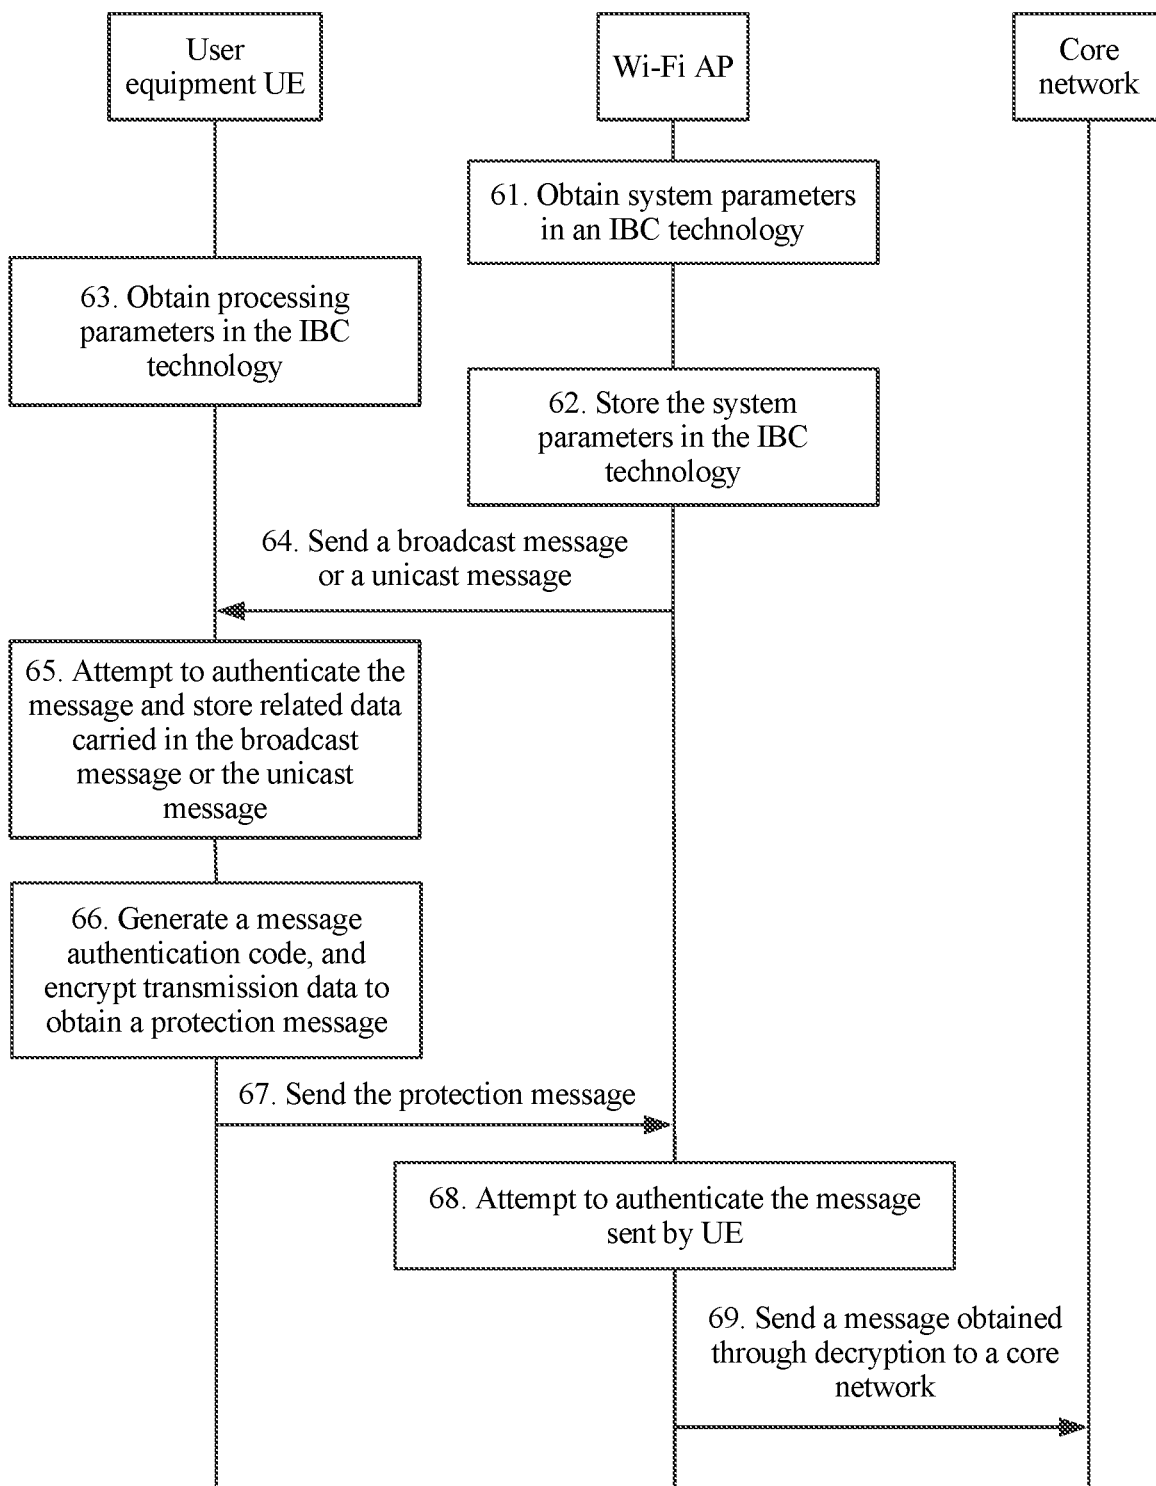 User
equipment UE
Wi-Fi AP
Core
network
61. Obtain system parameters
in an IBC technology
63. Obtain processing
parameters in the IBC
technology
62. Store the system
parameters in the IBC
technology
64. Send a broadcast message
or a unicast message
65. Attempt to authenticate the
message and store related data
carried in the broadcast
message or the unicast
message
66. Generate a message
authentication code, and
encrypt transmission data to
obtain a protection message
67. Send the protection message
68. Attempt to authenticate the message
sent by UE
69. Send a message obtained
through decryption to a core
network